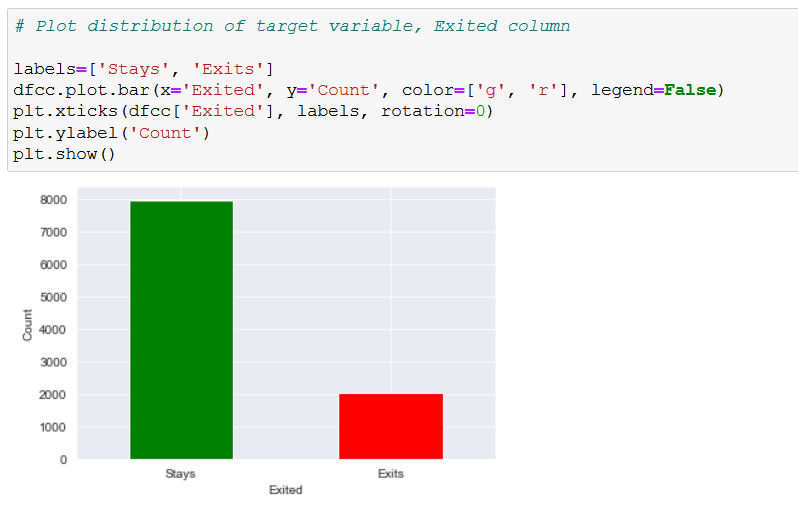 # Plot distribution of target variable, Exited column
labels=['Stays', 'Exits']
dfcc.plot.bar(x='Exited', y='Count', color=['g', 'r'], legend=False)
plt.xticks(dfcc['Exited'], labels, rotation=0)
plt.ylabel('Count')
plt.show()
8000
7000
6000
5000
4000
3000
2000
1000
0
Count
Stays Exits
Exited